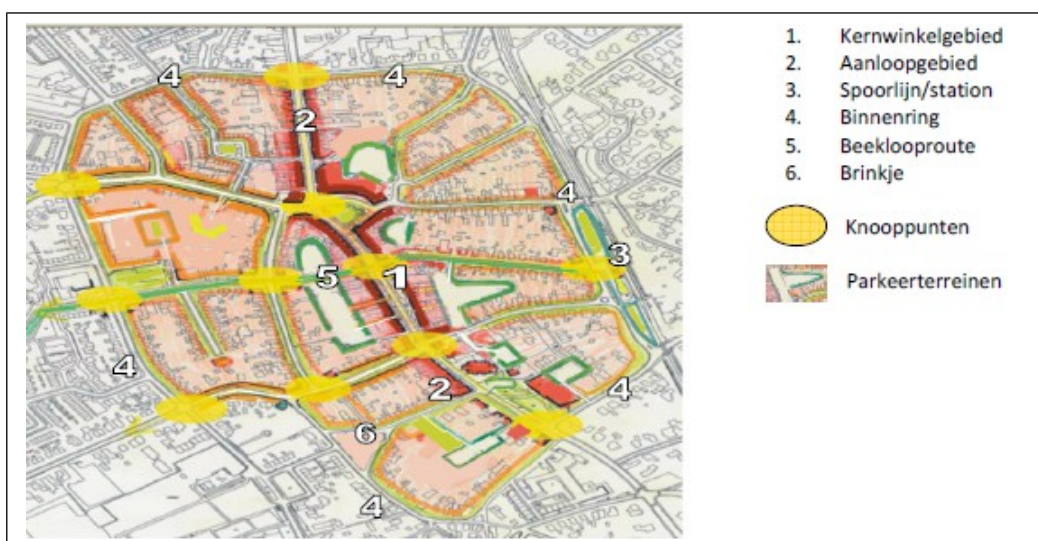 4
4
2
4
3
5
1
4
2
4
6
4
1. Kernwinkelgebied
2. Aanloopgebied
3. Spoorlijn/station
4. Binnenring
5. Beeklooproute
6. Brinkje
Knooppunten
Parkeerterreinen